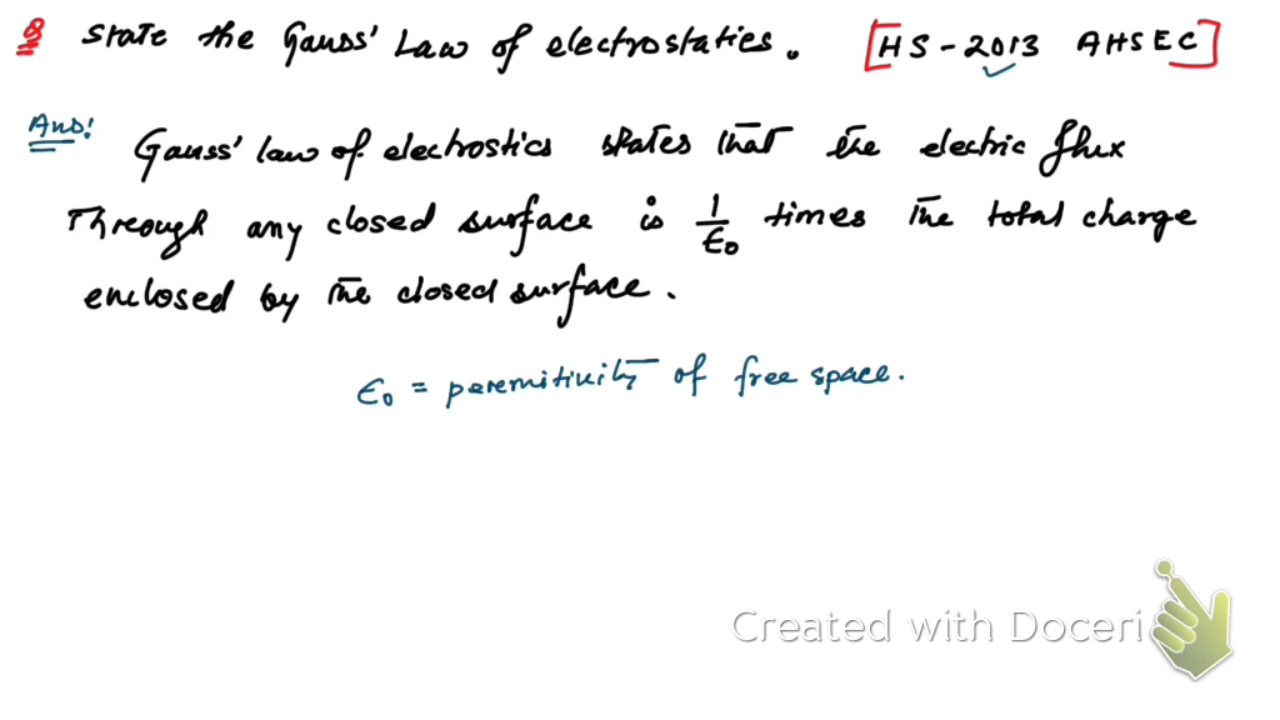 Q State the Gauss' Law of electrostatics. [HS-2013 AHSEC]
Ans: Gauss' law of electrostics states that the electric flux
Through any closed surface is 1/ε₀ times the total charge
enclosed by the closed surface.
ε₀ = peremitivity of free space.
Created with Doceri